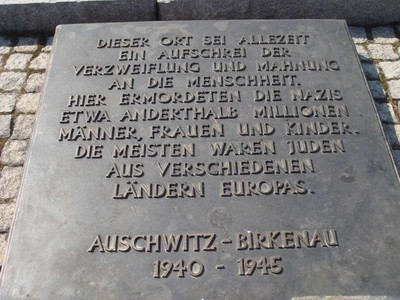 DIESER ORT SEI ALLEZEIT
EIN AUFSCHREI DER
VERZWEIFLUNG UND MAHNUNG
AN DIE MENSCHHEIT.
HIER ERMORDETEN DIE NAZIS
ETWA ANDERTHALB MILLIONEN
MÄNNER, FRAUEN UND KINDER.
DIE MEISTEN WAREN JUDEN
AUS VERSCHIEDENEN
LÄNDERN EUROPAS.
AUSCHWITZ - BIRKENAU
1940 - 1945